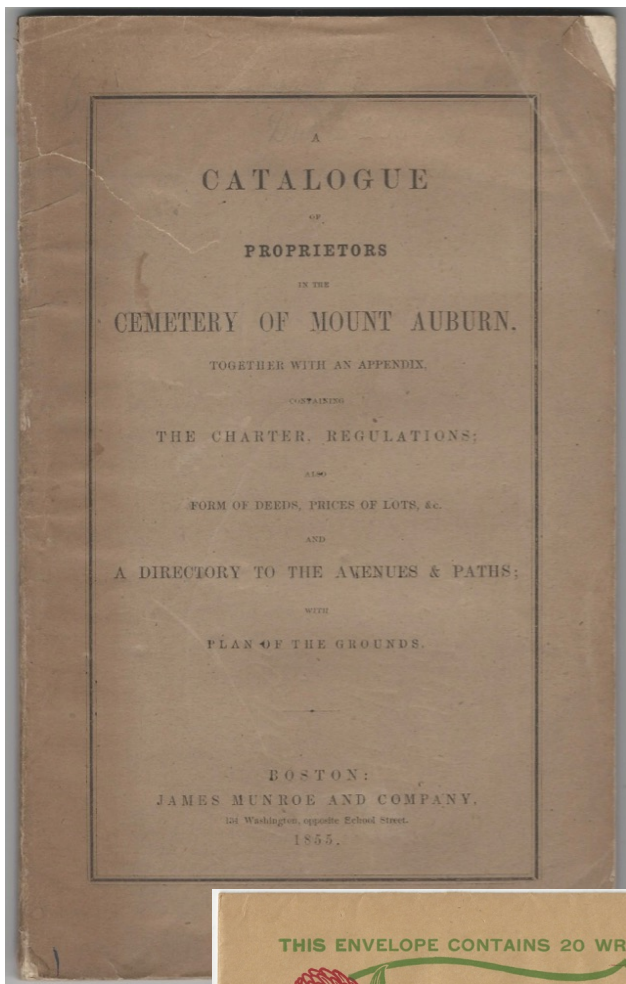 A
CATALOGUE
OF
PROPRIETORS
IN THE
CEMETERY OF MOUNT AUBURN,
TOGETHER WITH AN APPENDIX,
CONTAINING
THE CHARTER, REGULATIONS;
ALSO
FORM OF DEEDS, PRICES OF LOTS, &c.
AND
A DIRECTORY TO THE AVENUES & PATHS;
WITH
PLAN OF THE GROUNDS.
BOSTON:
JAMES MUNROE AND COMPANY,
134 Washington, opposite School Street.
1855.
THIS ENVELOPE CONTAINS 20 WR